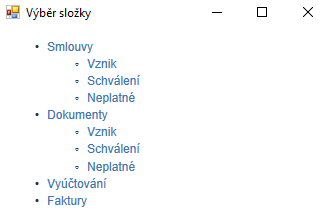 Výběr složky
Smlouvy
Vznik
Schválení
Neplatné
Dokumenty
Vznik
Schválení
Neplatné
Vyúčtování
Faktury